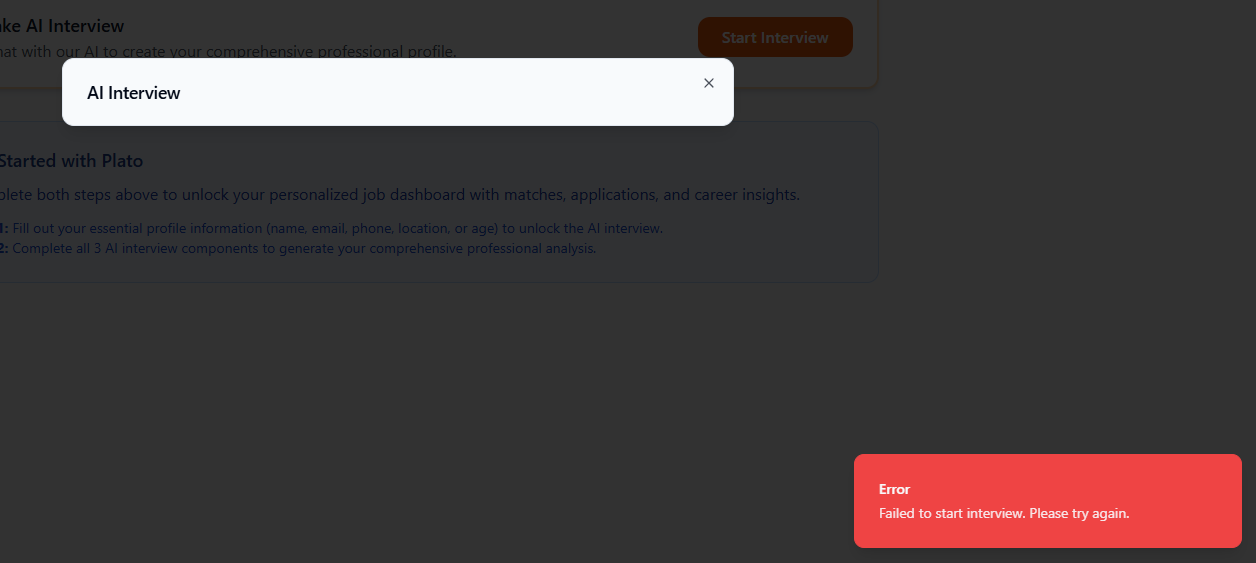 ke AI Interview
hat with our AI to create your comprehensive professional profile.
Start Interview
AI Interview
Started with Plato
plete both steps above to unlock your personalized job dashboard with matches, applications, and career insights.
1: Fill out your essential profile information (name, email, phone, location, or age) to unlock the AI interview.
2: Complete all 3 AI interview components to generate your comprehensive professional analysis.
Error
Failed to start interview. Please try again.